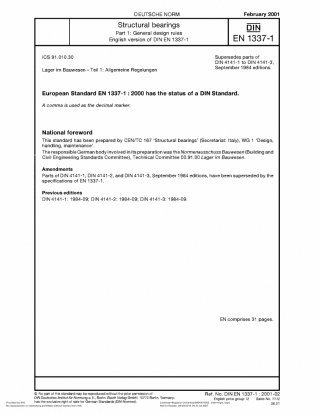 DEUTSCHE NORM
February 2001
Structural bearings
Part 1: General design rules
English version of DIN EN 1337-1
DIN
EN 1337-1
ICS 91.010.30
Supersedes parts of
DIN 4141-1 to DIN 4141-3,
September 1984 editions.
Lager im Bauwesen – Teil 1: Allgemeine Regelungen
European Standard EN 1337-1 : 2000 has the status of a DIN Standard.
A comma is used as the decimal marker.
National foreword
This standard has been prepared by CEN/TC 167 'Structural bearings' (Secretariat: Italy), WG 1 'Design,
handling, maintenance'.
The responsible German body involved in its preparation was the Normenausschuss Bauwesen (Building and
Civil Engineering Standards Committee), Technical Committee 00.91.00 Lager im Bauwesen.
Amendments
Parts of DIN 4141-1, DIN 4141-2, and DIN 4141-3, September 1984 editions, have been superseded by the
specifications of EN 1337-1.
Previous editions
DIN 4141-1: 1984-09; DIN 4141-2: 1984-09; DIN 4141-3: 1984-09.
EN comprises 31 pages.
© No part of this standard may be reproduced without the prior permission of
DIN Deutsches Institut für Normung e. V., Berlin. Beuth Verlag GmbH, 10772 Berlin, Germany,
has the exclusive right of sale for German Standards (DIN-Normen).
Ref. No. DIN EN 1337-1 : 2001-02
English price group 12 Sales No. 1112